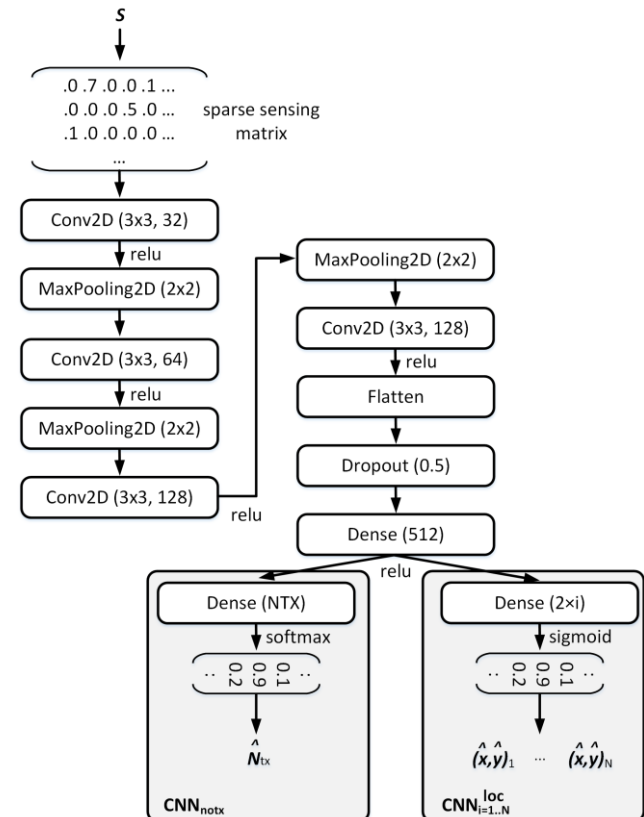 S
.0 .7 .0 .0 .1 ...
.0 .0 .0 .5 .0 ...
.1 .0 .0 .0 .0 ...
...
sparse sensing
matrix
Conv2D (3x3, 32)
relu
MaxPooling2D (2x2)
Conv2D (3x3, 64)
relu
MaxPooling2D (2x2)
Conv2D (3x3, 128)
relu
MaxPooling2D (2x2)
Conv2D (3x3, 128)
relu
Flatten
Dropout (0.5)
Dense (512)
relu
Dense (NTX)
softmax
.. 0.2 0.9 0.1 ..
N̂tx
CNNnotx
Dense (2×i)
sigmoid
.. 0.2 0.9 0.1 ..
(x̂,ŷ)1 ... (x̂,ŷ)N
CNN loc i=1..N